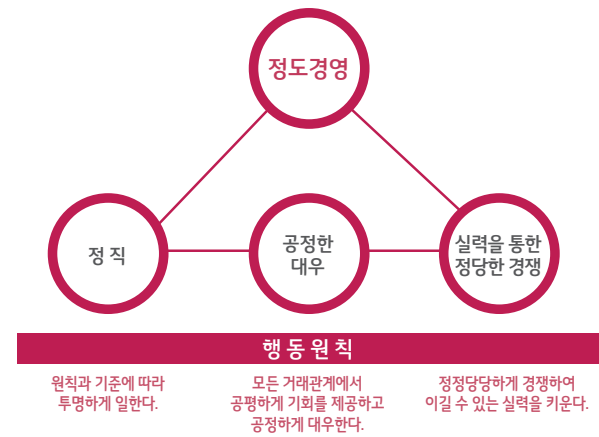 정도경영
정 직
공정한
대우
실력을 통한
정당한 경쟁
행동원칙
원칙과 기준에 따라
투명하게 일한다.
모든 거래관계에서
공평하게 기회를 제공하고
공정하게 대우한다.
정정당당하게 경쟁하여
이길 수 있는 실력을 키운다.